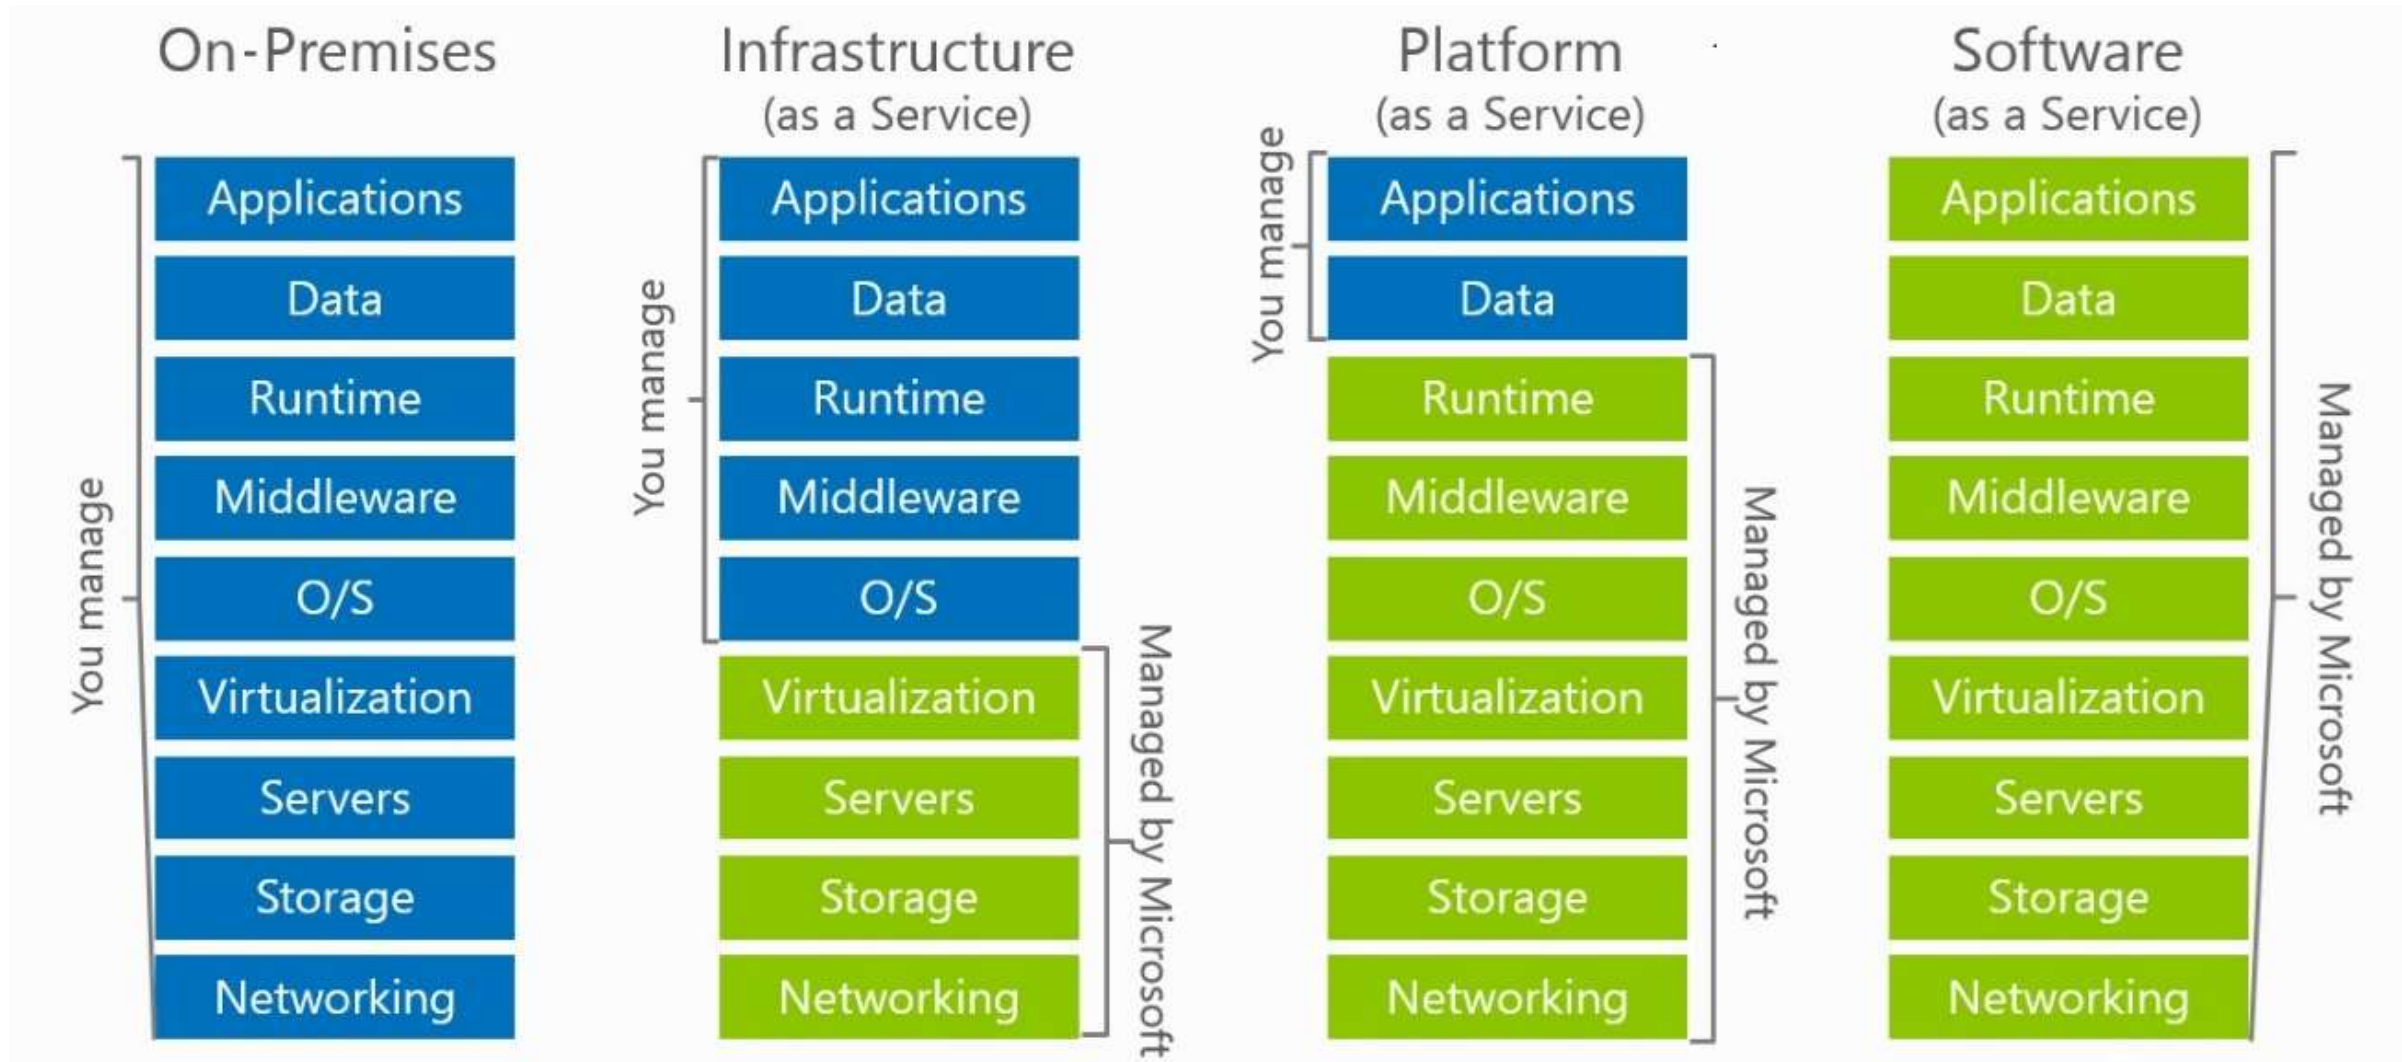 On-Premises
You manage
Applications
Data
Runtime
Middleware
O/S
Virtualization
Servers
Storage
Networking
Infrastructure
(as a Service)
You manage
Applications
Data
Runtime
Middleware
O/S
Virtualization
Servers
Storage
Networking
Managed by Microsoft
Platform
(as a Service)
You manage
Applications
Data
Runtime
Middleware
O/S
Virtualization
Servers
Storage
Networking
Managed by Microsoft
Software
(as a Service)
Applications
Data
Runtime
Middleware
O/S
Virtualization
Servers
Storage
Networking
Managed by Microsoft